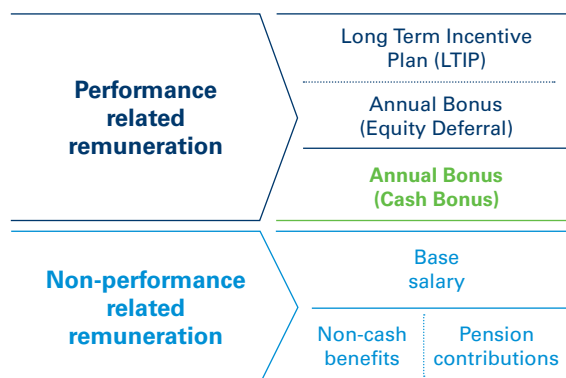 Performance
related
remuneration
Long Term Incentive
Plan (LTIP)
Annual Bonus
(Equity Deferral)
Annual Bonus
(Cash Bonus)
Non-performance
related
remuneration
Base
salary
Non-cash
benefits
Pension
contributions